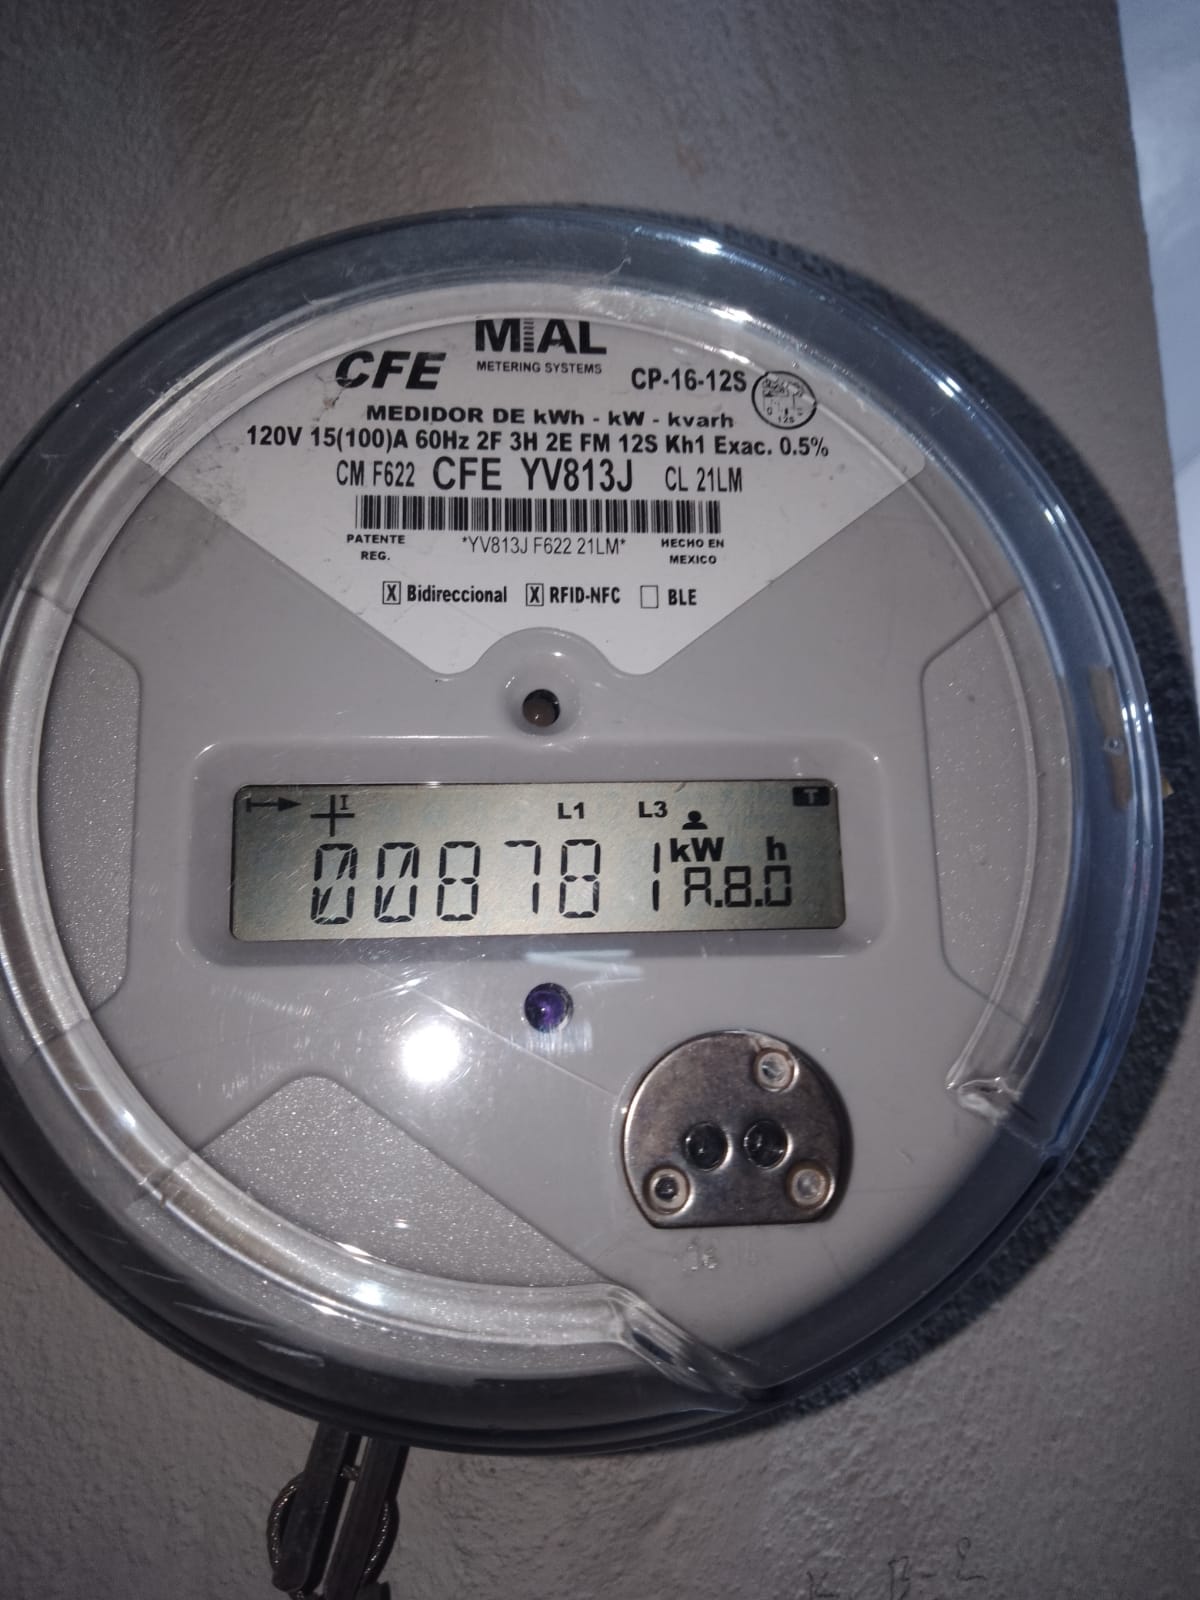 MIAL
METERING SYSTEMS
CFE
CP-16-12S
MEDIDOR DE kWh - kW - kvarh
120V 15(100)A 60Hz 2F 3H 2E FM 12S Kh1 Exac. 0.5%
CM F622 CFE YV813J CL 21LM
PATENTE REG.
*YV813J F622 21LM*
HECHO EN MEXICO
X Bidireccional X RFID-NFC BLE
I L1 L3 T
008781 kW h
A.8.0